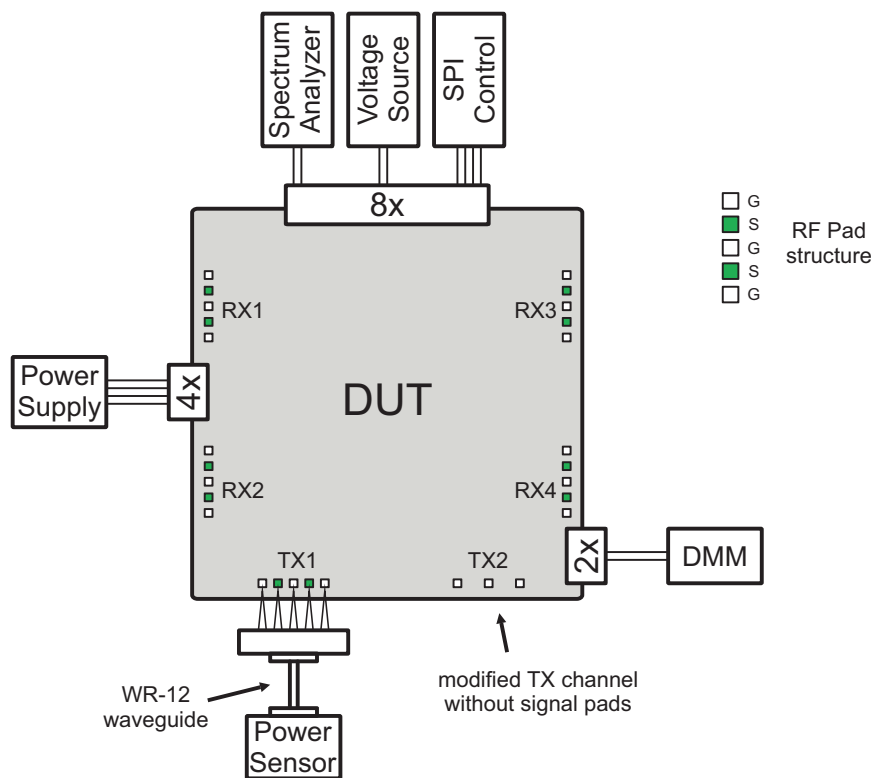 Spectrum
Analyzer
Voltage
Source
SPI
Control
8x
G
S
G
S
G
RF Pad
structure
RX1
RX3
Power
Supply
4x
DUT
RX2
RX4
TX1
TX2
2x
DMM
WR-12
waveguide
modified TX channel
without signal pads
Power
Sensor